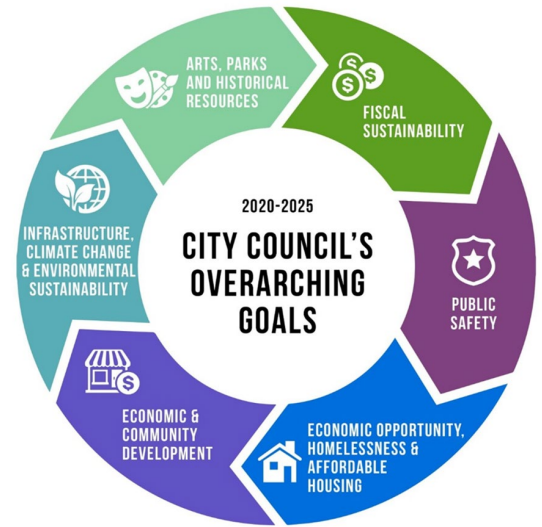 2020-2025
CITY COUNCIL'S
OVERARCHING
GOALS
ARTS, PARKS
AND HISTORICAL
RESOURCES
$
$
$
FISCAL
SUSTAINABILITY
PUBLIC
SAFETY
ECONOMIC OPPORTUNITY,
HOMELESSNESS &
AFFORDABLE
HOUSING
$
ECONOMIC &
COMMUNITY
DEVELOPMENT
INFRASTRUCTURE,
CLIMATE CHANGE
& ENVIRONMENTAL
SUSTAINABILITY